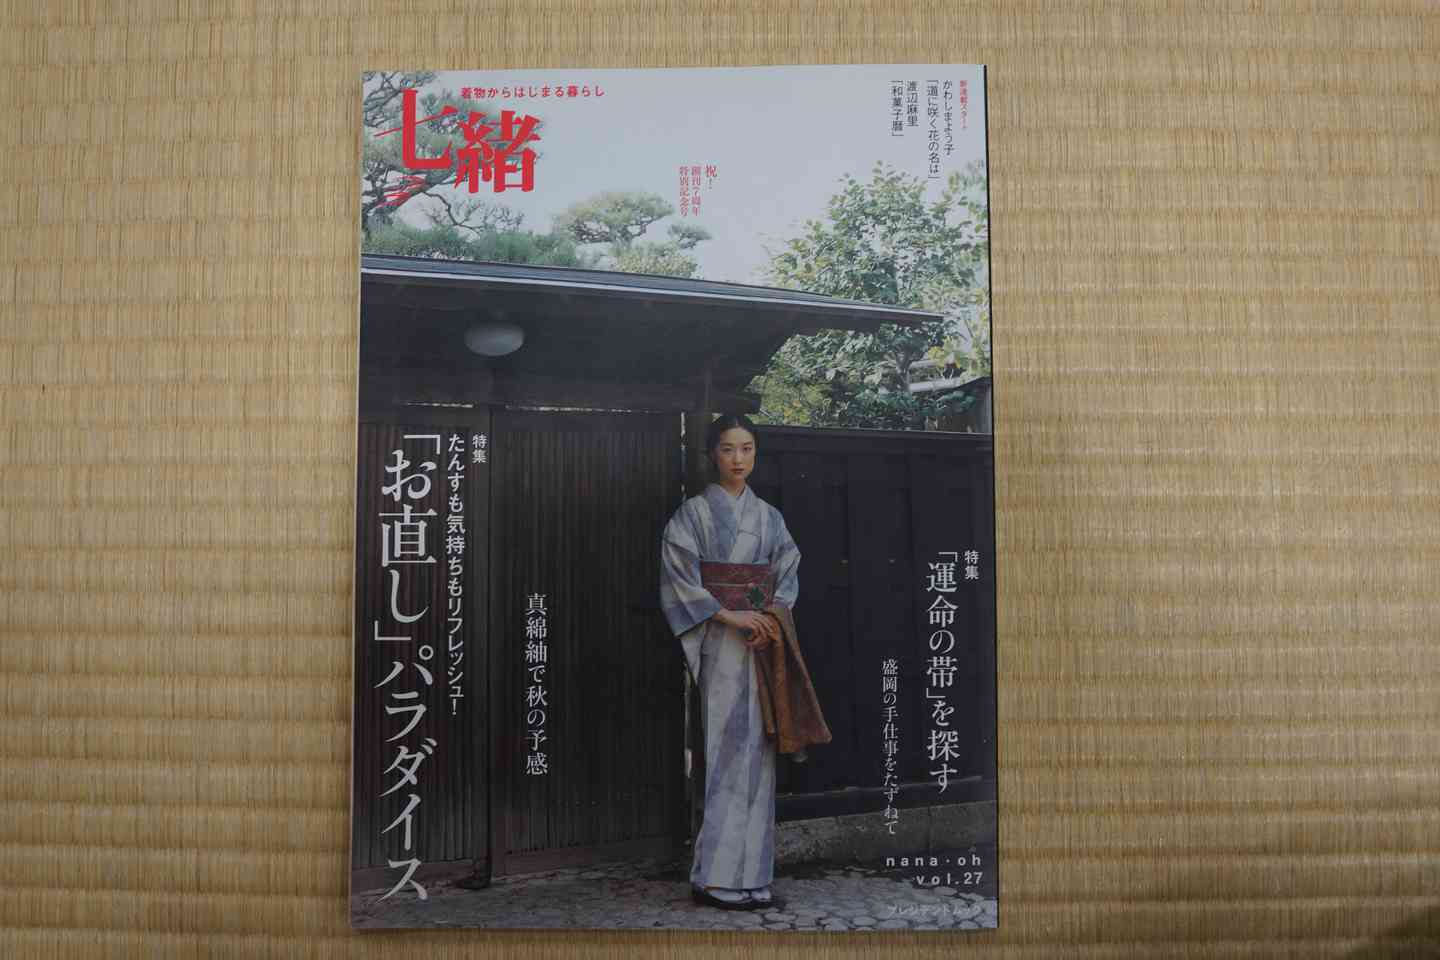 着物からはじまる暮らし
七緒
新連載スタート
かわしまよう子
「道に咲く花の名は」
渡辺麻里
「和菓子暦」
祝!
創刊7周年
特別記念号
特集
たんすも気持ちもリフレッシュ!
「お直し」パラダイス
真綿紬で秋の予感
特集
「運命の帯」を探す
盛岡の手仕事をたずねて
nana・oh
vol.27
プレジデントムック